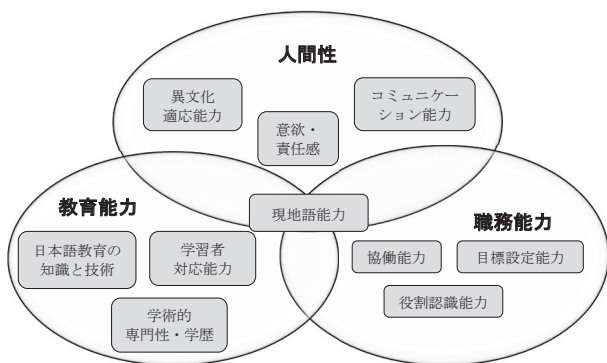 人間性
異文化
適応能力
コミュニケー
ション能力
意欲・
責任感
現地語能力
教育能力
日本語教育の
知識と技術
学習者
対応能力
学術的
専門性・学歴
職務能力
協働能力
目標設定能力
役割認識能力